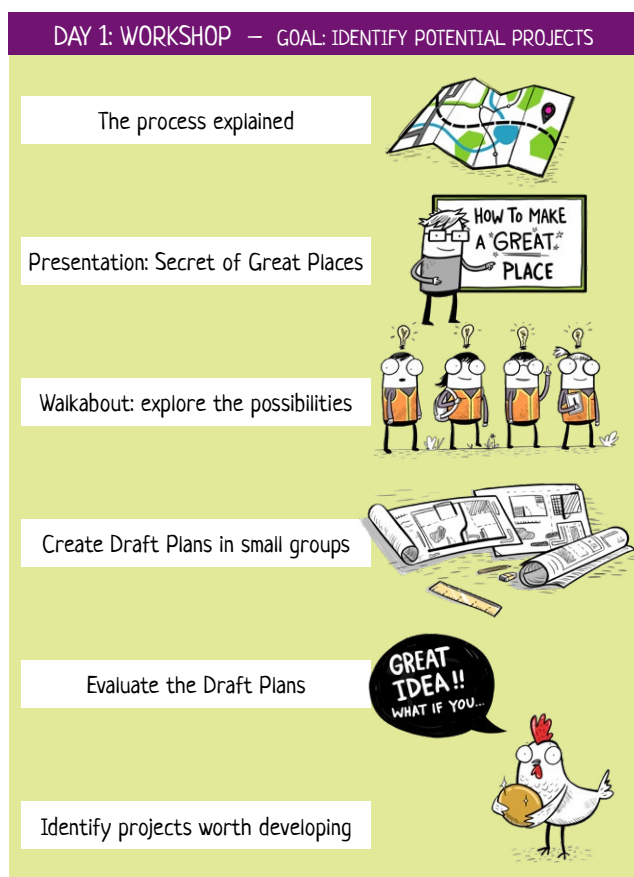 DAY 1: WORKSHOP – GOAL: IDENTIFY POTENTIAL PROJECTS
The process explained
HOW TO MAKE
A "GREAT"
PLACE
Presentation: Secret of Great Places
Walkabout: explore the possibilities
Create Draft Plans in small groups
GREAT
IDEA!!
WHAT IF YOU...
Evaluate the Draft Plans
Identify projects worth developing